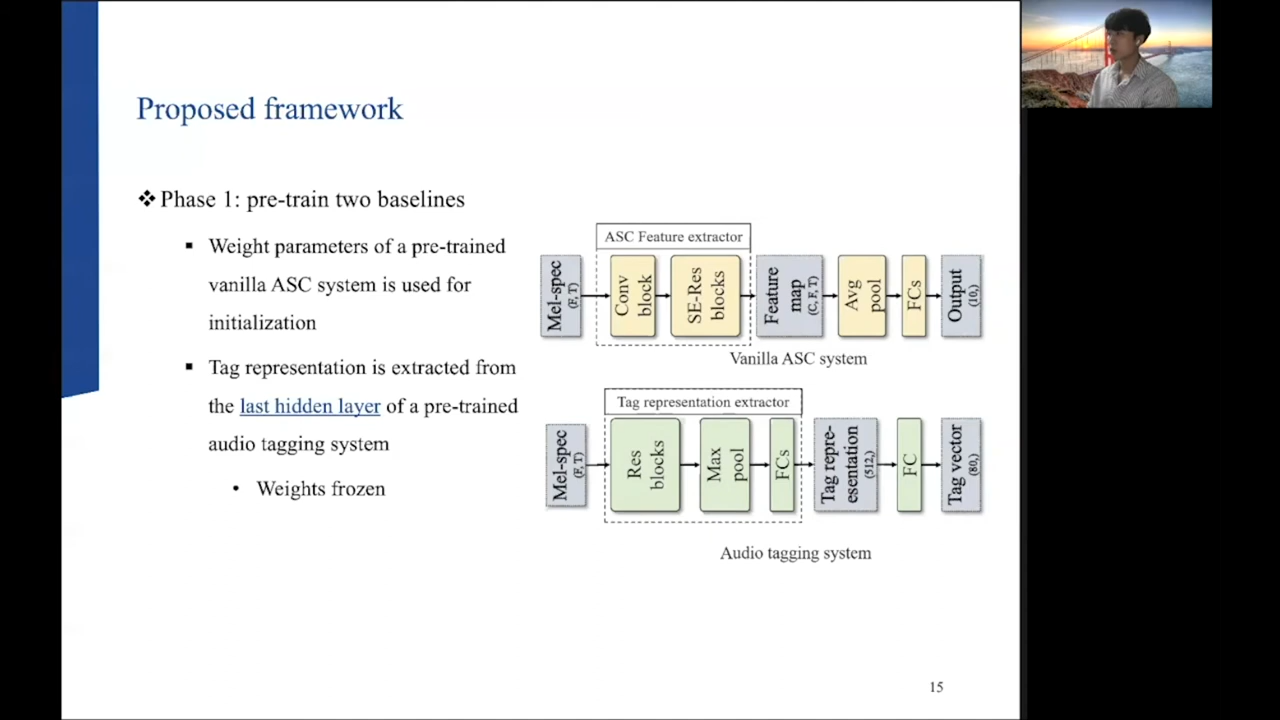 Proposed framework
❖ Phase 1: pre-train two baselines
▪ Weight parameters of a pre-trained
vanilla ASC system is used for
initialization
▪ Tag representation is extracted from
the last hidden layer of a pre-trained
audio tagging system
• Weights frozen
ASC Feature extractor
Mel-spec
(F, T)
Conv
block
SE-Res
blocks
Feature
map
(C, F, T)
Avg
pool
FCs
Output
(10,)
Vanilla ASC system
Tag representation extractor
Mel-spec
(F, T)
Res
blocks
Max
pool
FCs
Tag repre-
esentation
(512,)
FC
Tag vector
(80,)
Audio tagging system
15